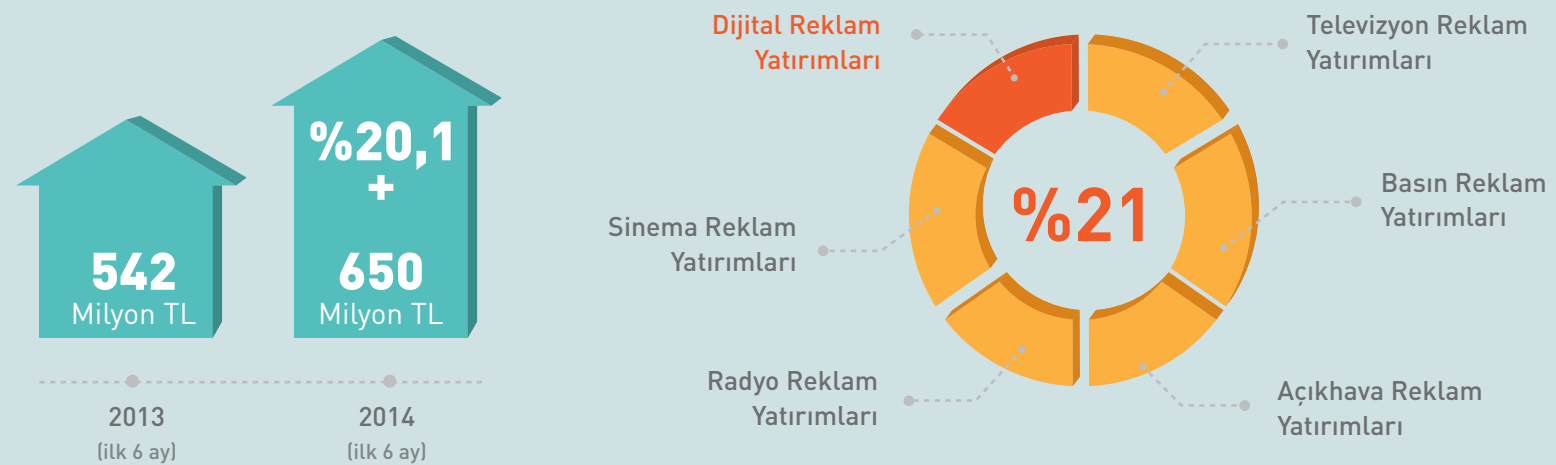 542
Milyon TL
%20,1
+
650
Milyon TL
2013
(ilk 6 ay)
2014
(ilk 6 ay)
Dijital Reklam
Yatırımları
Televizyon Reklam
Yatırımları
Sinema Reklam
Yatırımları
%21
Basın Reklam
Yatırımları
Radyo Reklam
Yatırımları
Açıkhava Reklam
Yatırımları